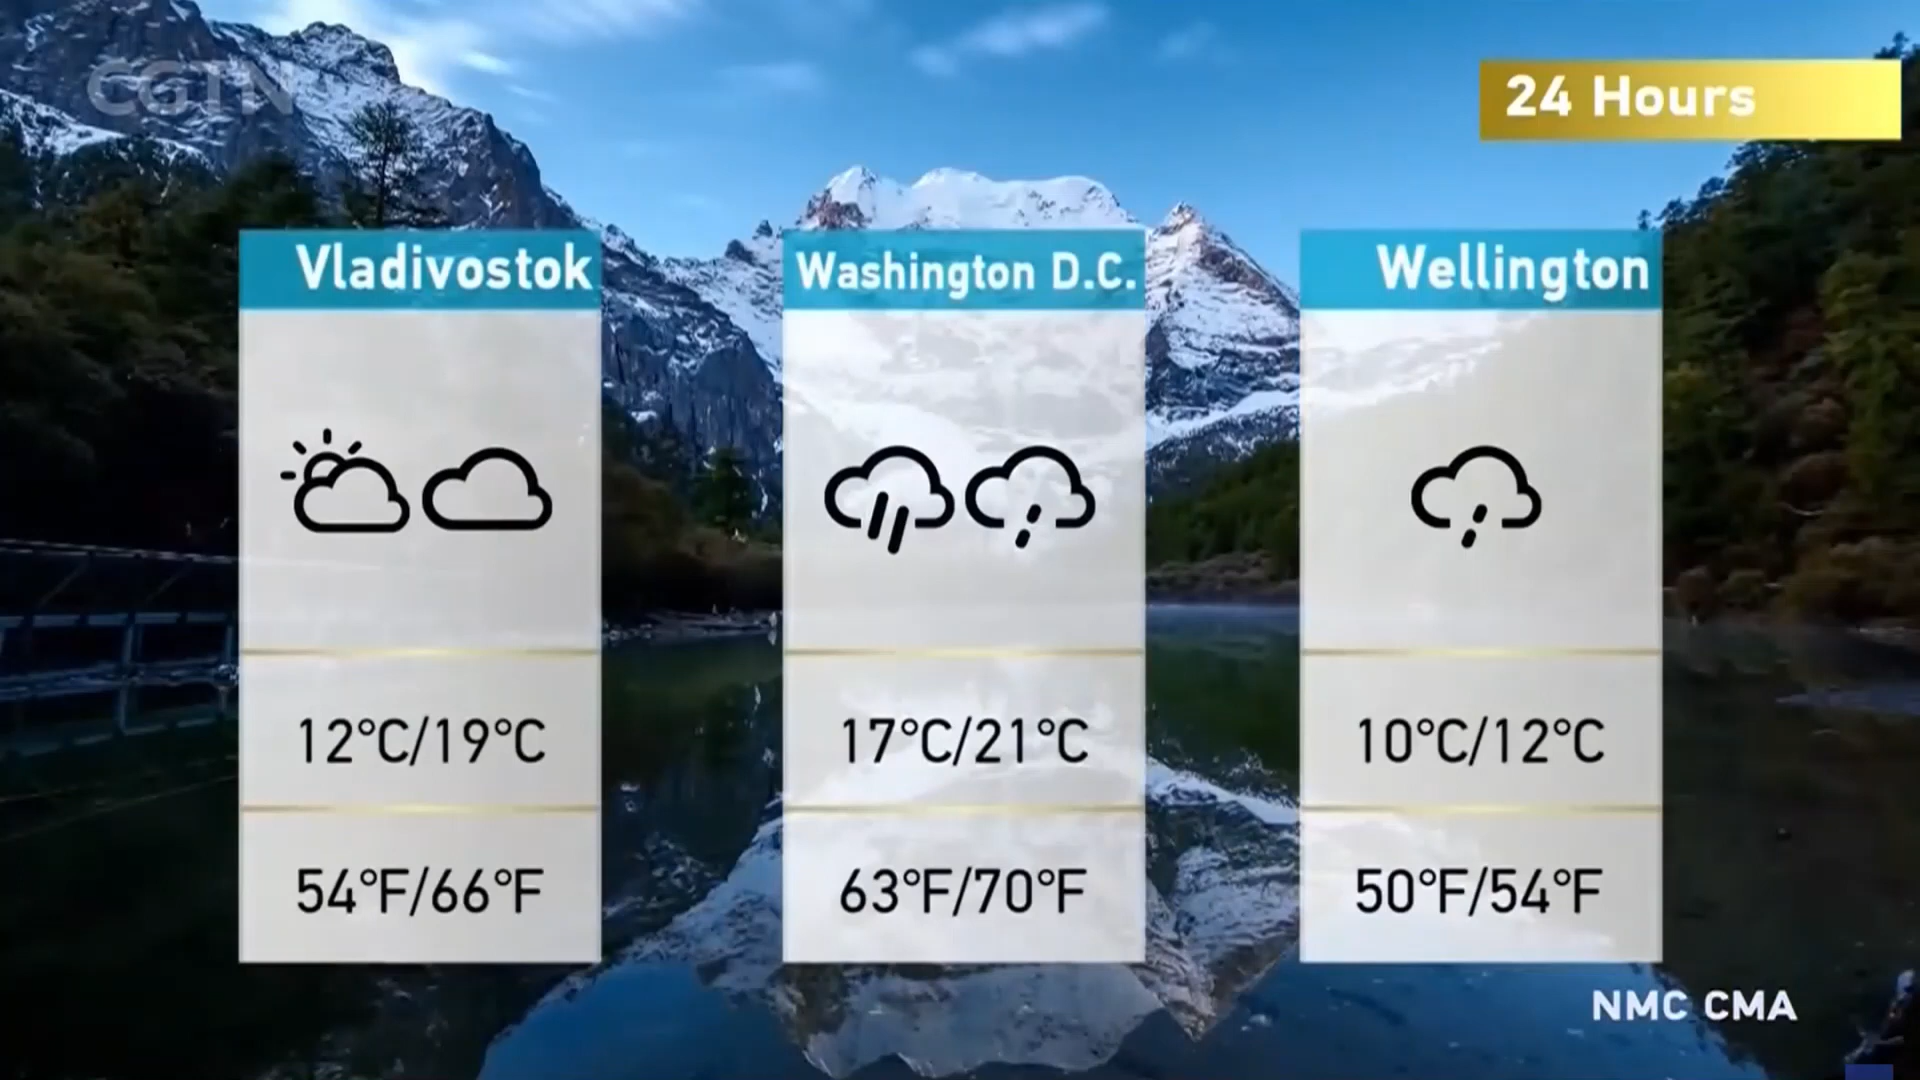 CGTN
24 Hours
Vladivostok
12°C/19°C
54°F/66°F
Washington D.C.
17°C/21°C
63°F/70°F
Wellington
10°C/12°C
50°F/54°F
NMC CMA